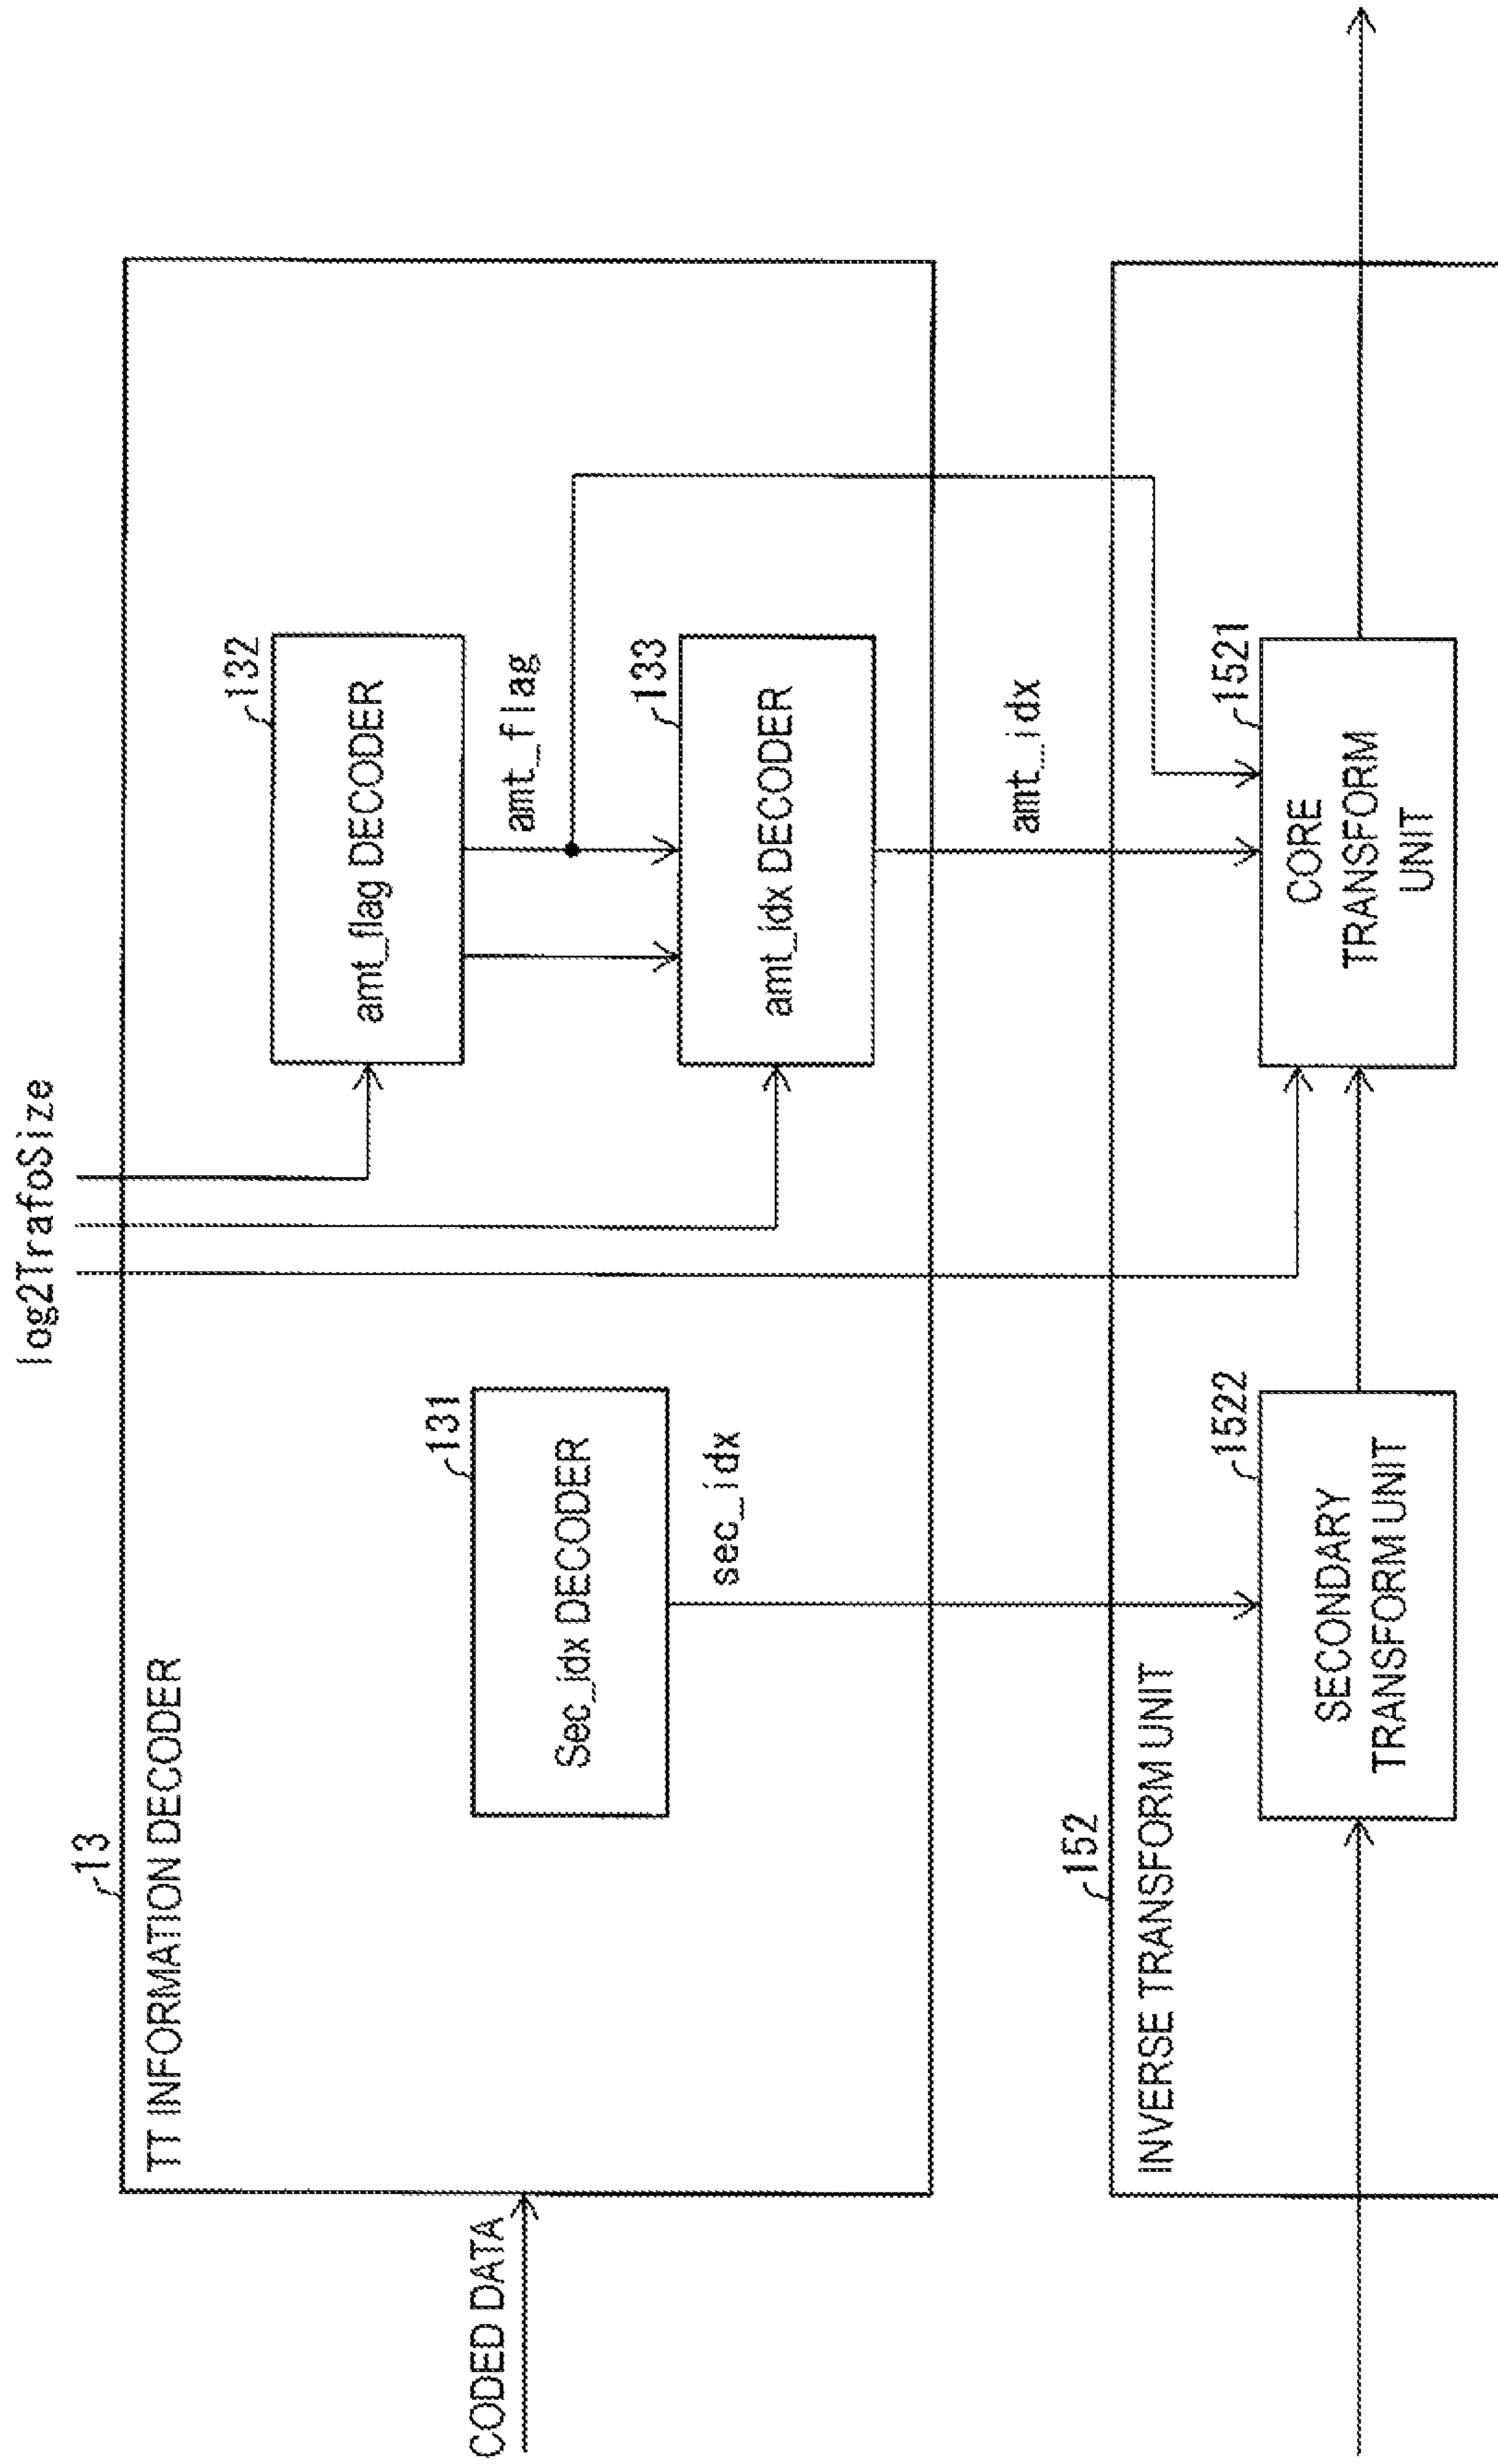 log2TrafoSize
13
TT INFORMATION DECODER
CODED DATA
132
amt_flag DECODER
amt_flag
131
Sec_idx DECODER
133
amt_idx DECODER
sec_idx
amt_idx
152
INVERSE TRANSFORM UNIT
1522
SECONDARY
TRANSFORM UNIT
1521
CORE
TRANSFORM
UNIT